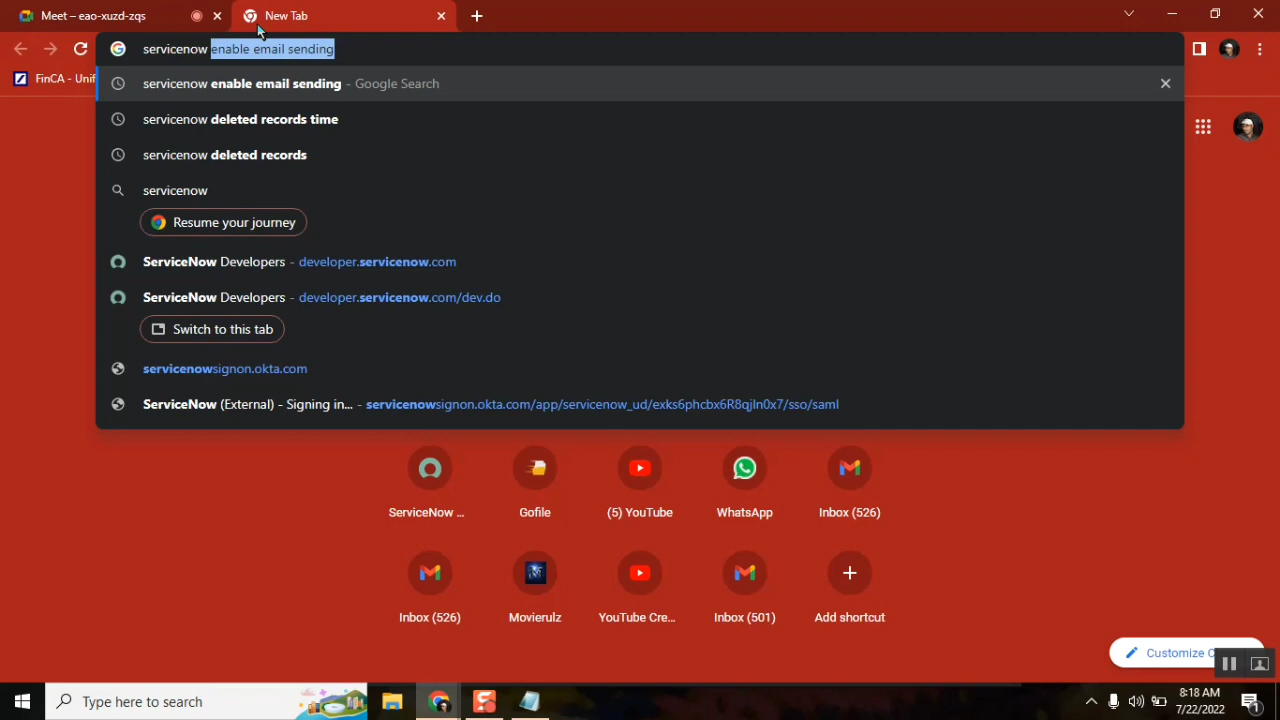 Meet – eao-xuzd-zqs
New Tab
servicenow enable email sending
FinCA - Unif
servicenow enable email sending - Google Search
servicenow deleted records time
servicenow deleted records
servicenow
Resume your journey
ServiceNow Developers - developer.servicenow.com
ServiceNow Developers - developer.servicenow.com/dev.do
Switch to this tab
servicenowsignon.okta.com
ServiceNow (External) - Signing in... - servicenowsignon.okta.com/app/servicenow_ud/exks6phcbx6R8qjln0x7/sso/saml
ServiceNow ...
Gofile
(5) YouTube
WhatsApp
Inbox (526)
Inbox (526)
Movierulz
YouTube Cre...
Inbox (501)
Add shortcut
Customize C
Type here to search
8:18 AM
7/22/2022
1